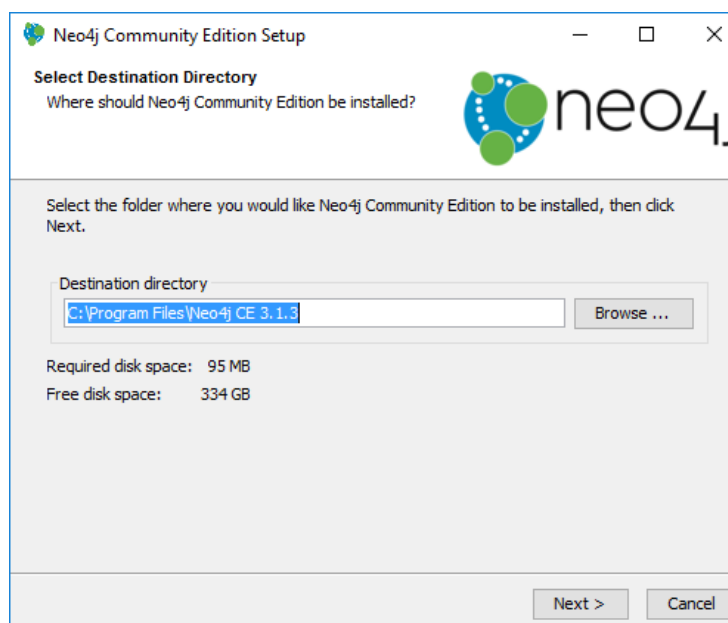 Neo4j Community Edition Setup
Select Destination Directory
Where should Neo4j Community Edition be installed?
neo4j
Select the folder where you would like Neo4j Community Edition to be installed, then click
Next.
Destination directory
C:\Program Files\Neo4j CE 3.1.3
Browse ...
Required disk space: 95 MB
Free disk space: 334 GB
Next >
Cancel